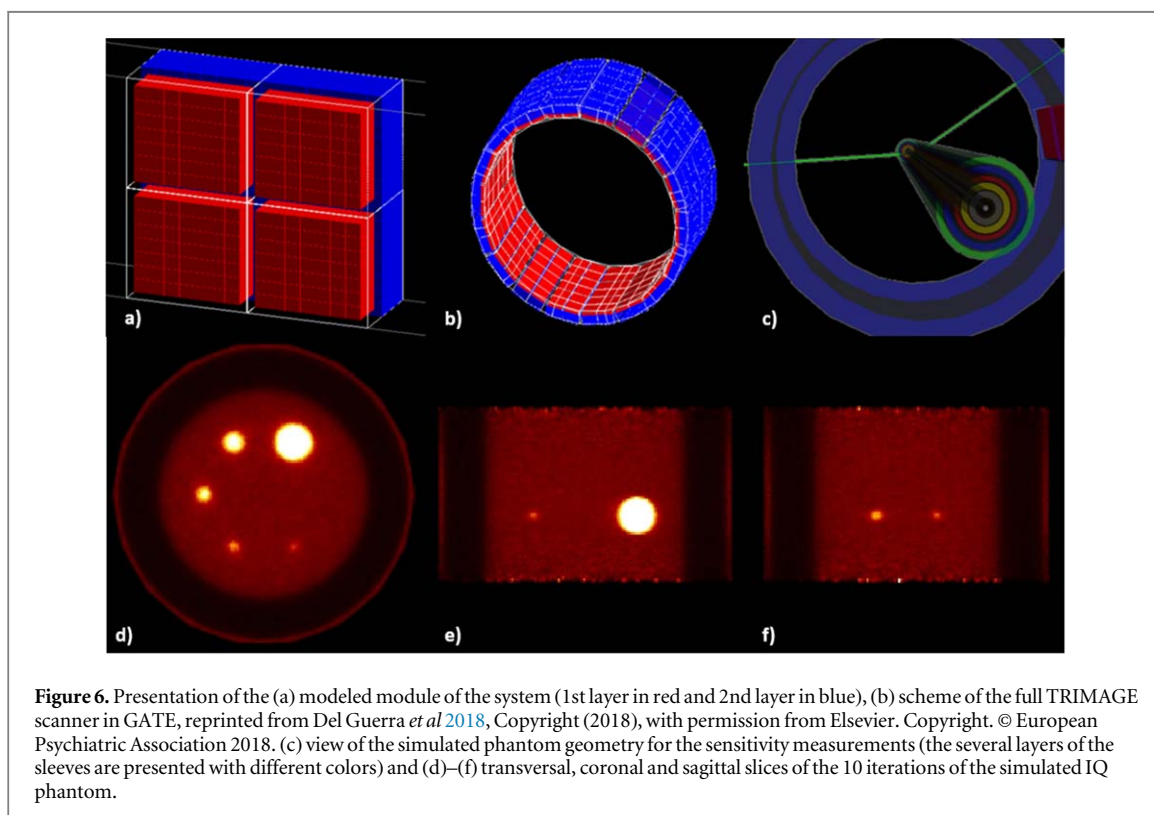 a)
b)
c)
d)
e)
f)
Figure 6. Presentation of the (a) modeled module of the system (1st layer in red and 2nd layer in blue), (b) scheme of the full TRIMAGE
scanner in GATE, reprinted from Del Guerra et al 2018, Copyright (2018), with permission from Elsevier. Copyright. © European
Psychiatric Association 2018. (c) view of the simulated phantom geometry for the sensitivity measurements (the several layers of the
sleeves are presented with different colors) and (d)–(f) transversal, coronal and sagittal slices of the 10 iterations of the simulated IQ
phantom.